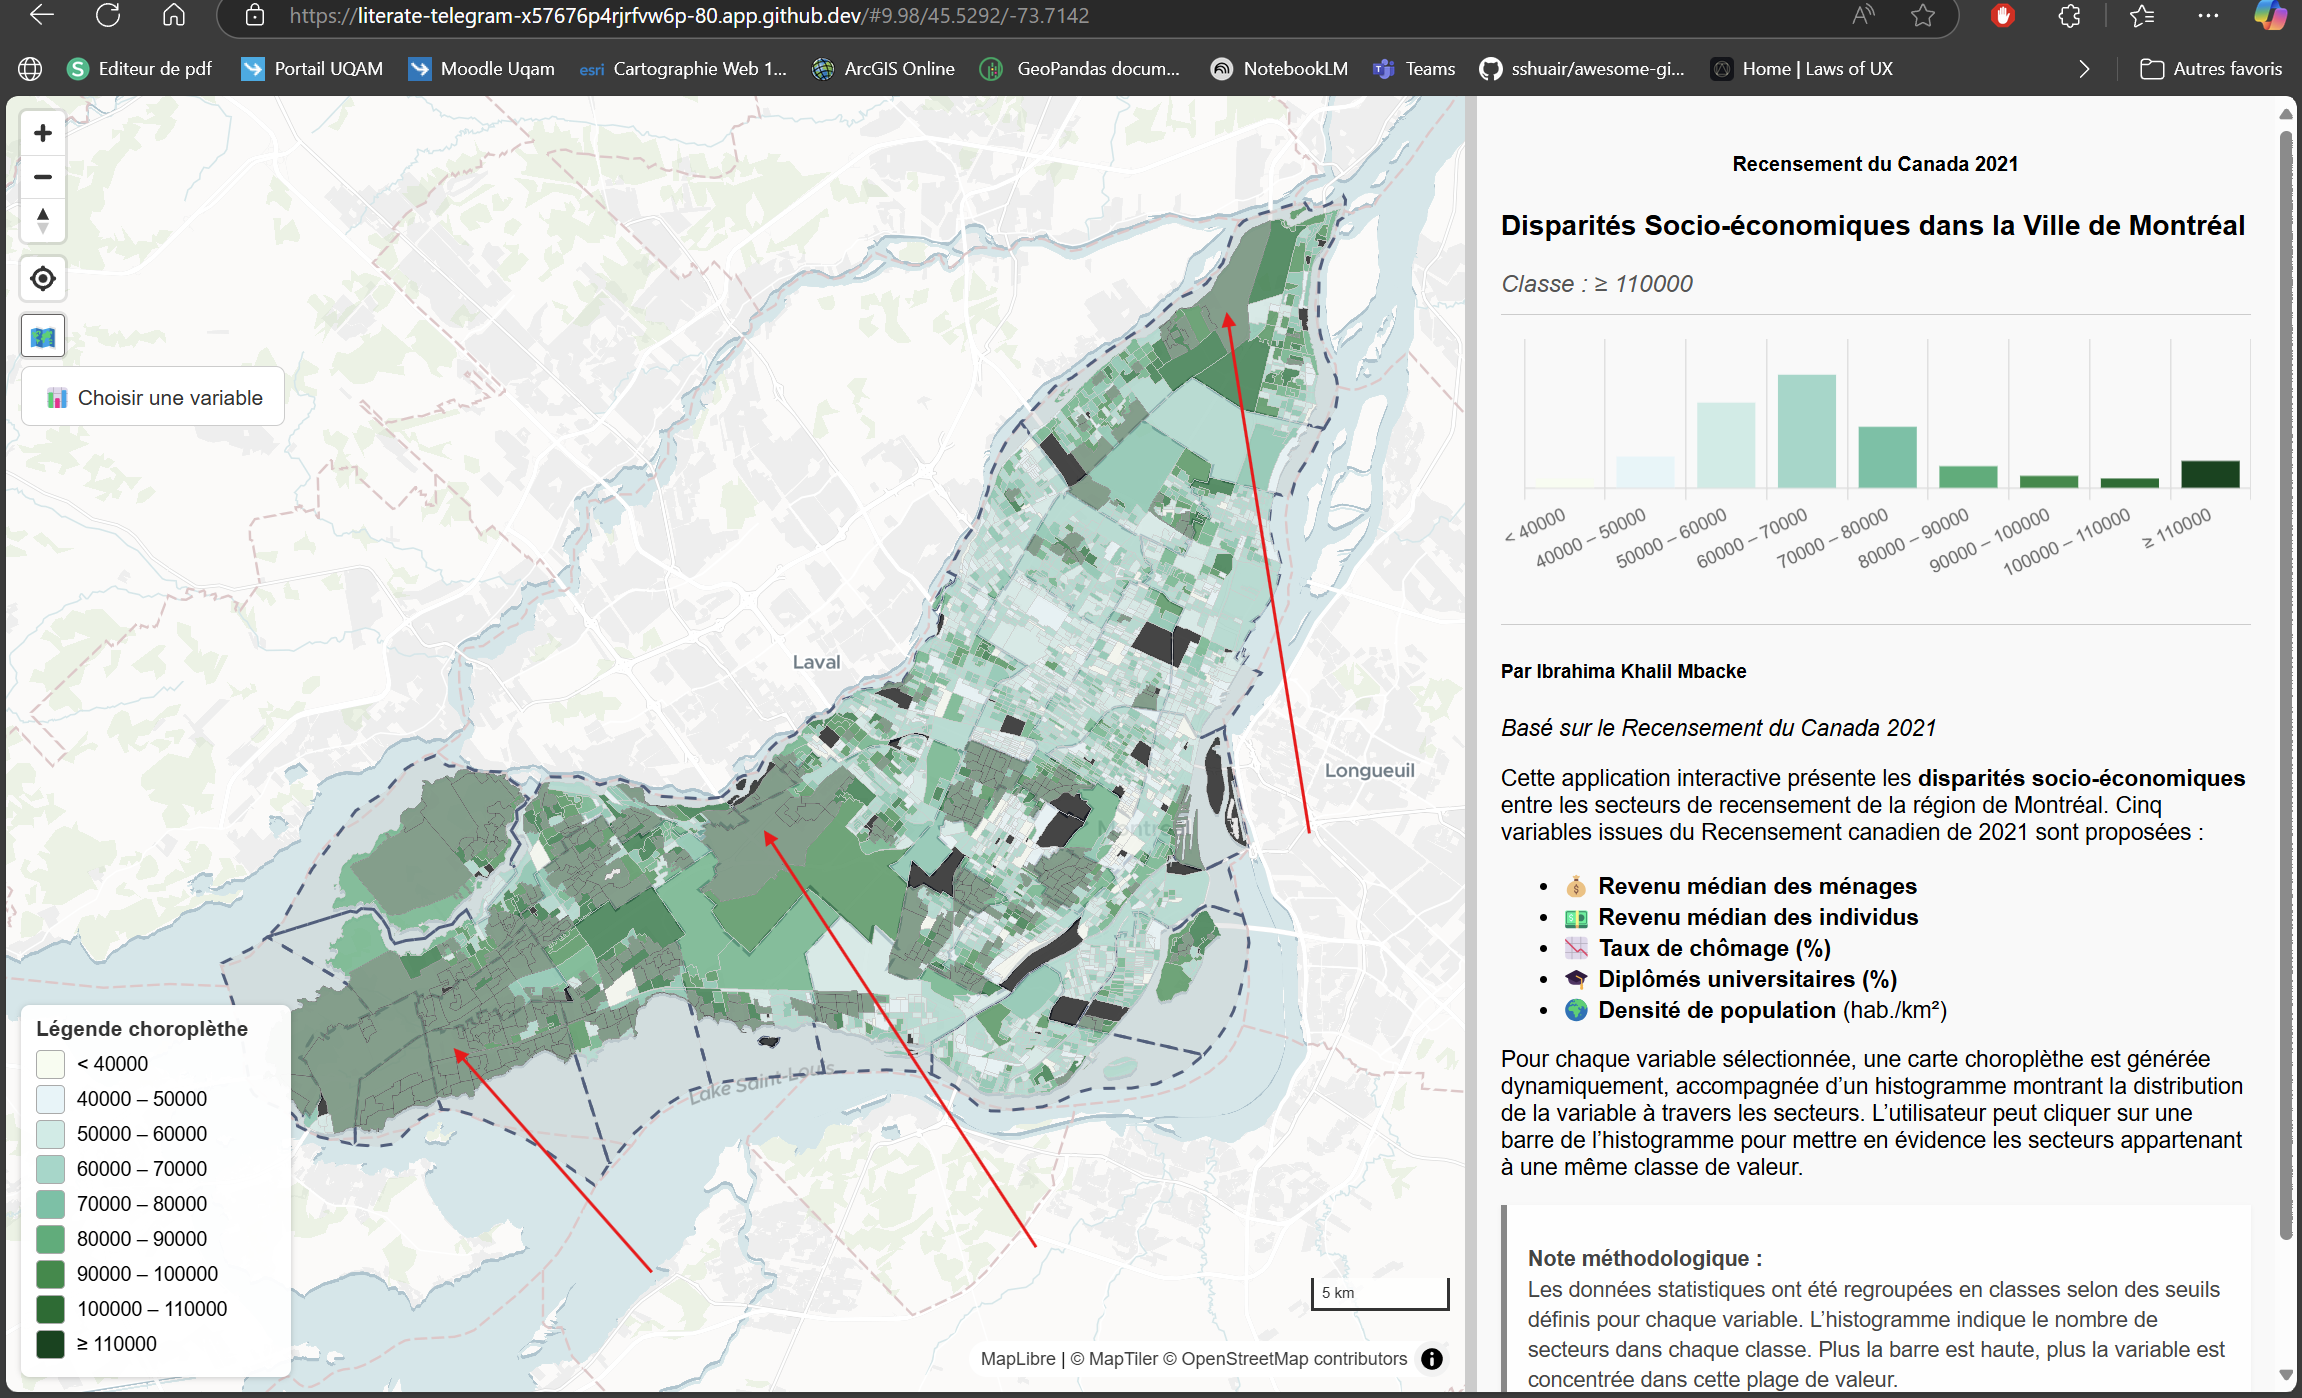 https://literate-telegram-x57676p4rjrfvw6p-80.app.github.dev/#9.98/45.5292/-73.7142
Editeur de pdf
Portail UQAM
Moodle Uqam
esri Cartographie Web 1...
ArcGIS Online
GeoPandas docum...
NotebookLM
Teams
sshuair/awesome-gi...
Home | Laws of UX
Autres favoris
Choisir une variable
Laval
Longueuil
Lake Saint-Louis
Légende choroplèthe
< 40000
40000 – 50000
50000 – 60000
60000 – 70000
70000 – 80000
80000 – 90000
90000 – 100000
100000 – 110000
≥ 110000
5 km
MapLibre | © MapTiler © OpenStreetMap contributors
Recensement du Canada 2021
Disparités Socio-économiques dans la Ville de Montréal
Classe : ≥ 110000
< 40000
40000 – 50000
50000 – 60000
60000 – 70000
70000 – 80000
80000 – 90000
90000 – 100000
100000 – 110000
≥ 110000
Par Ibrahima Khalil Mbacke
Basé sur le Recensement du Canada 2021
Cette application interactive présente les disparités socio-économiques
entre les secteurs de recensement de la région de Montréal. Cinq
variables issues du Recensement canadien de 2021 sont proposées :
• 💰 Revenu médian des ménages
• 💵 Revenu médian des individus
• 📉 Taux de chômage (%)
• 🎓 Diplômés universitaires (%)
• 🌍 Densité de population (hab./km²)
Pour chaque variable sélectionnée, une carte choroplèthe est générée
dynamiquement, accompagnée d'un histogramme montrant la distribution
de la variable à travers les secteurs. L'utilisateur peut cliquer sur une
barre de l'histogramme pour mettre en évidence les secteurs appartenant
à une même classe de valeur.
Note méthodologique :
Les données statistiques ont été regroupées en classes selon des seuils
définis pour chaque variable. L'histogramme indique le nombre de
secteurs dans chaque classe. Plus la barre est haute, plus la variable est
concentrée dans cette plage de valeur.